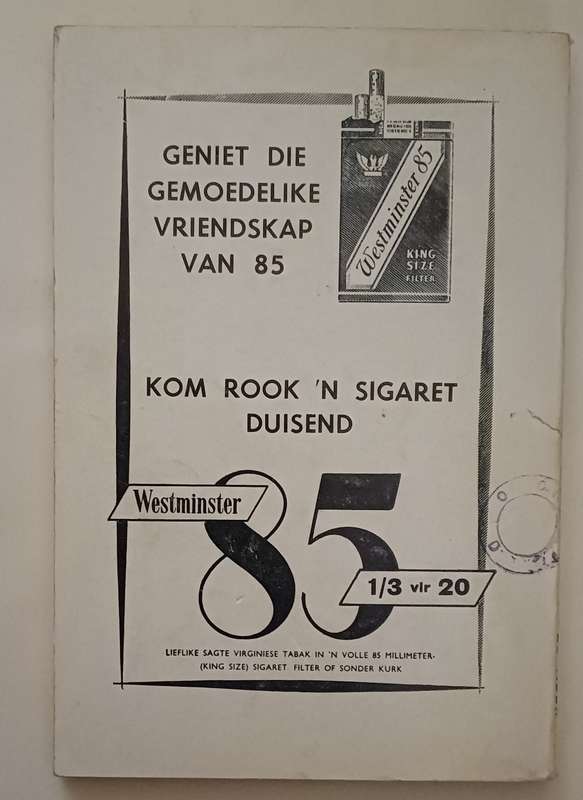 GENIET DIE
GEMOEDELIKE
VRIENDSKAP
VAN 85
Westminster 85
KING
SIZE
FILTER
KOM ROOK 'N SIGARET
DUISEND
Westminster
85
1/3 vir 20
LIEFLIKE SAGTE VIRGINIESE TABAK IN 'N VOLLE 85 MILLIMETER-
(KING SIZE) SIGARET. FILTER OF SONDER KURK